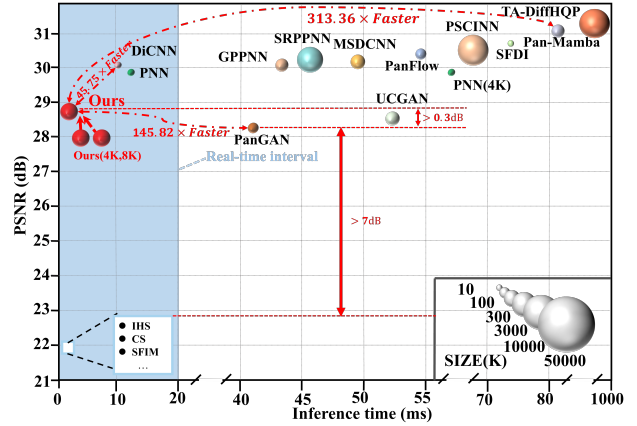 313.36 × Faster
TA-DiffHQP
PSCINN
Pan-Mamba
SFDI
SRPPNN
MSDCNN
GPPNN
PanFlow
PNN(4K)
DiCNN
PNN
45.75 × Faster
Ours
UCGAN
> 0.3dB
145.82 × Faster
PanGAN
Ours(4K,8K)
Real-time interval
> 7dB
IHS
CS
SFIM
...
10
100
300
3000
10000
50000
SIZE(K)
PSNR (dB)
31
30
29
28
27
26
25
24
23
22
21
0 10 20 40 45 50 55 70 80 1000
Inference time (ms)